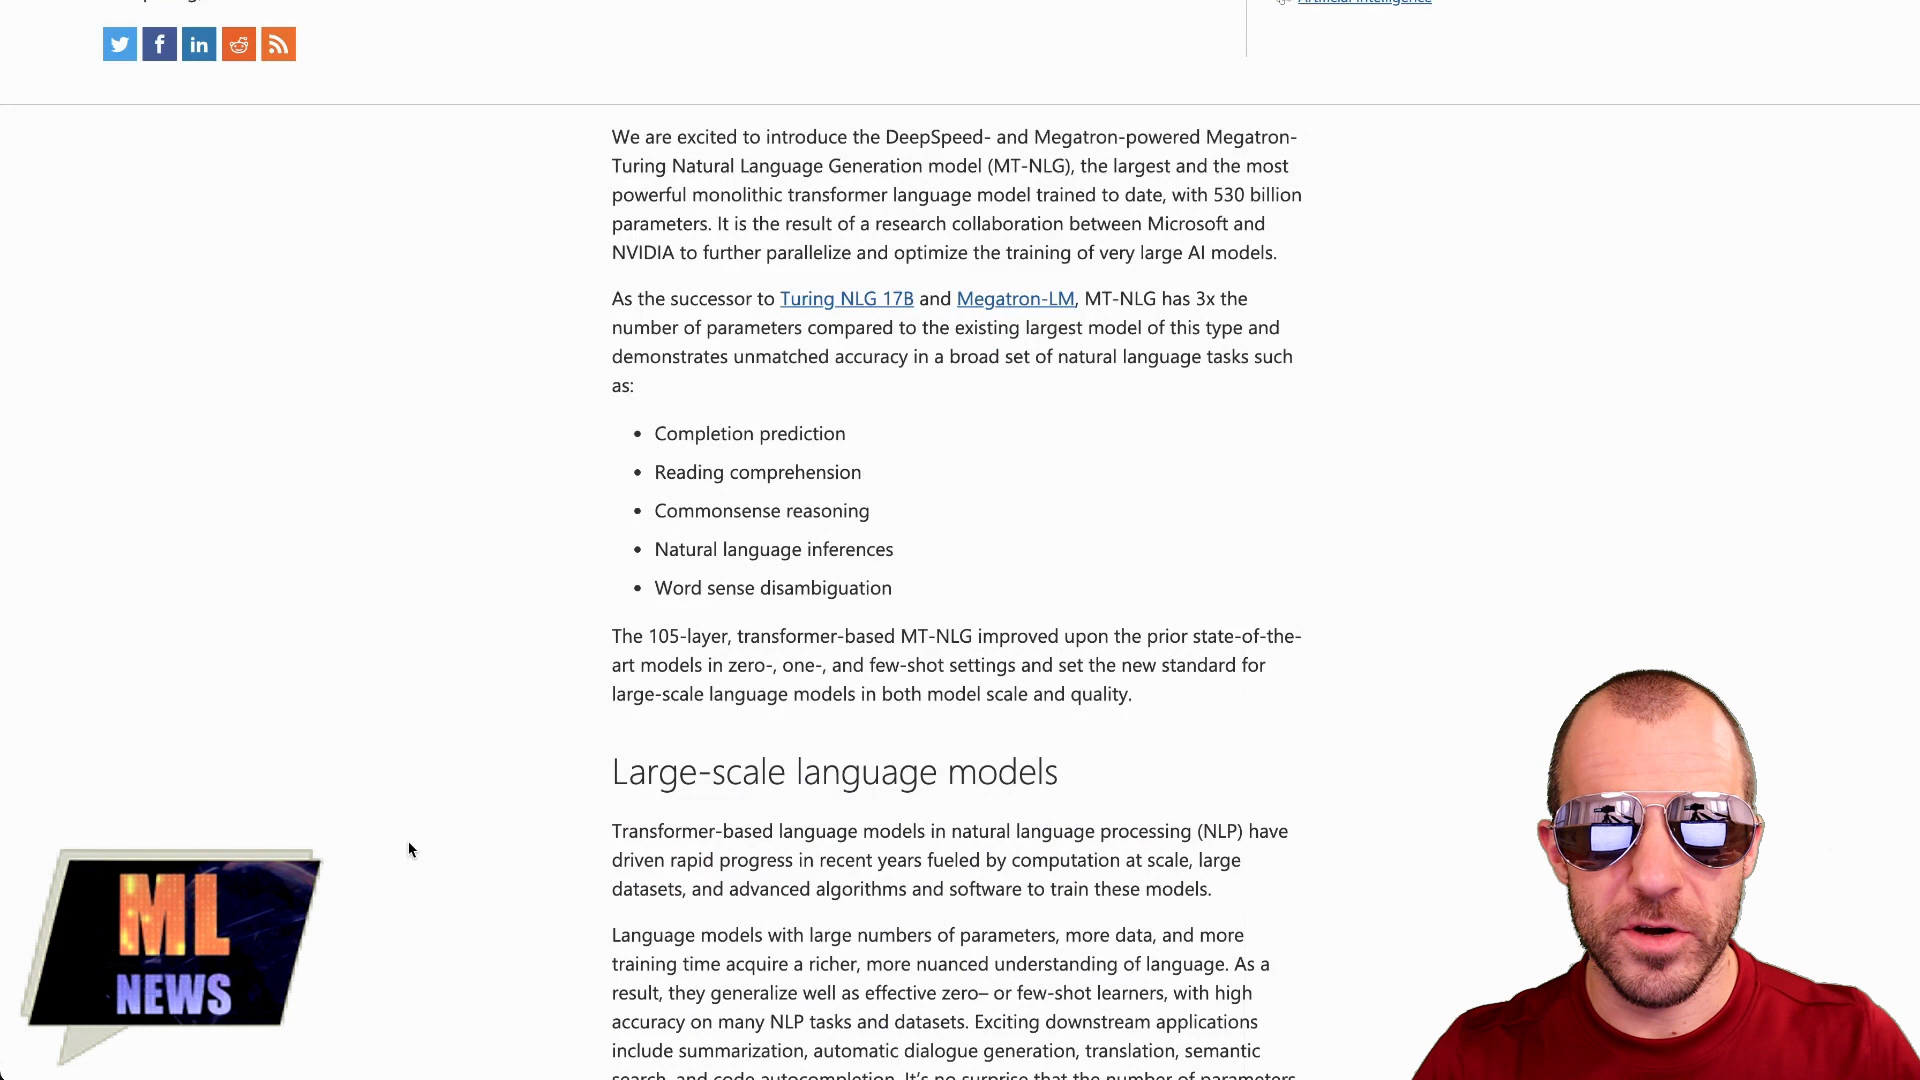 Artificial intelligence
We are excited to introduce the DeepSpeed- and Megatron-powered Megatron-
Turing Natural Language Generation model (MT-NLG), the largest and the most
powerful monolithic transformer language model trained to date, with 530 billion
parameters. It is the result of a research collaboration between Microsoft and
NVIDIA to further parallelize and optimize the training of very large AI models.
As the successor to Turing NLG 17B and Megatron-LM, MT-NLG has 3x the
number of parameters compared to the existing largest model of this type and
demonstrates unmatched accuracy in a broad set of natural language tasks such
as:
• Completion prediction
• Reading comprehension
• Commonsense reasoning
• Natural language inferences
• Word sense disambiguation
The 105-layer, transformer-based MT-NLG improved upon the prior state-of-the-
art models in zero-, one-, and few-shot settings and set the new standard for
large-scale language models in both model scale and quality.
Large-scale language models
Transformer-based language models in natural language processing (NLP) have
driven rapid progress in recent years fueled by computation at scale, large
datasets, and advanced algorithms and software to train these models.
Language models with large numbers of parameters, more data, and more
training time acquire a richer, more nuanced understanding of language. As a
result, they generalize well as effective zero– or few-shot learners, with high
accuracy on many NLP tasks and datasets. Exciting downstream applications
include summarization, automatic dialogue generation, translation, semantic
search, and code autocompletion. It's no surprise that the number of parameters
ML
NEWS